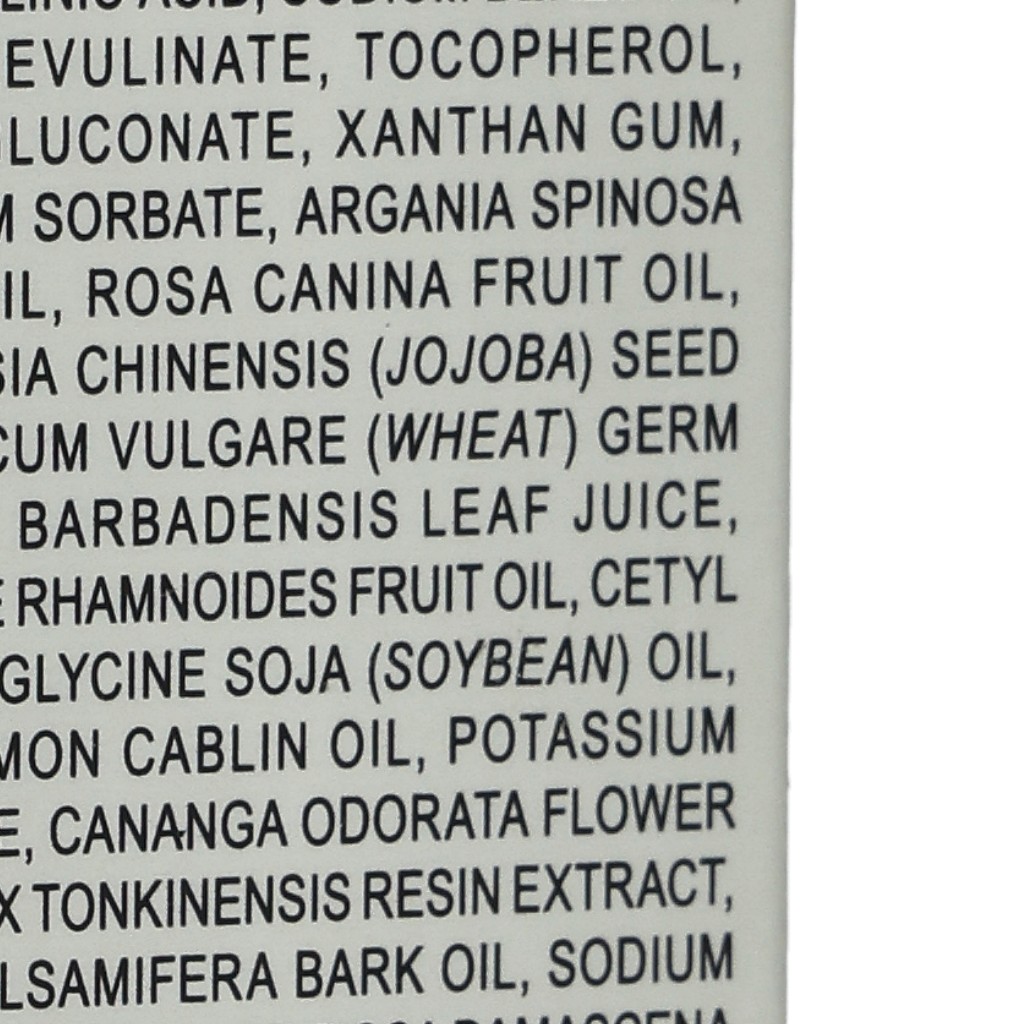 EVULINATE, TOCOPHEROL,
LUCONATE, XANTHAN GUM,
M SORBATE, ARGANIA SPINOSA
IL, ROSA CANINA FRUIT OIL,
SIA CHINENSIS (JOJOBA) SEED
CUM VULGARE (WHEAT) GERM
BARBADENSIS LEAF JUICE,
E RHAMNOIDES FRUIT OIL, CETYL
GLYCINE SOJA (SOYBEAN) OIL,
MON CABLIN OIL, POTASSIUM
E, CANANGA ODORATA FLOWER
X TONKINENSIS RESIN EXTRACT,
LSAMIFERA BARK OIL, SODIUM